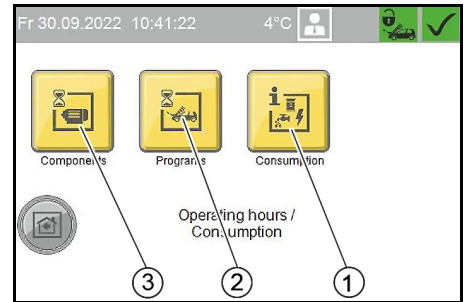 Fr 30.09.2022 10:41:22 4°C
Components Programs Consumption
Operating hours /
Consumption
3 2 1